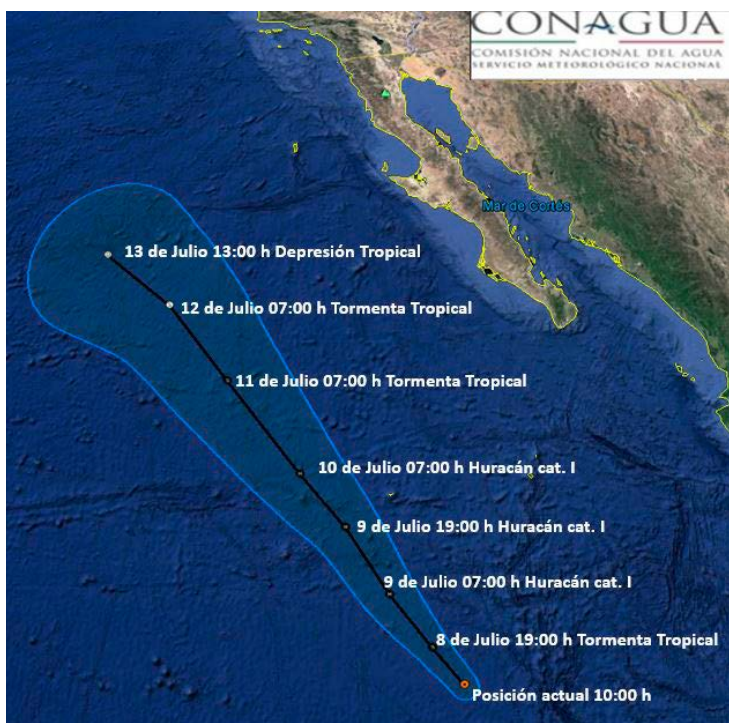 CONAGUA
COMISIÓN NACIONAL DEL AGUA
SERVICIO METEOROLÓGICO NACIONAL
Mar de Cortés
13 de Julio 13:00 h Depresión Tropical
12 de Julio 07:00 h Tormenta Tropical
11 de Julio 07:00 h Tormenta Tropical
10 de Julio 07:00 h Huracán cat. I
9 de Julio 19:00 h Huracán cat. I
9 de Julio 07:00 h Huracán cat. I
8 de Julio 19:00 h Tormenta Tropical
Posición actual 10:00 h